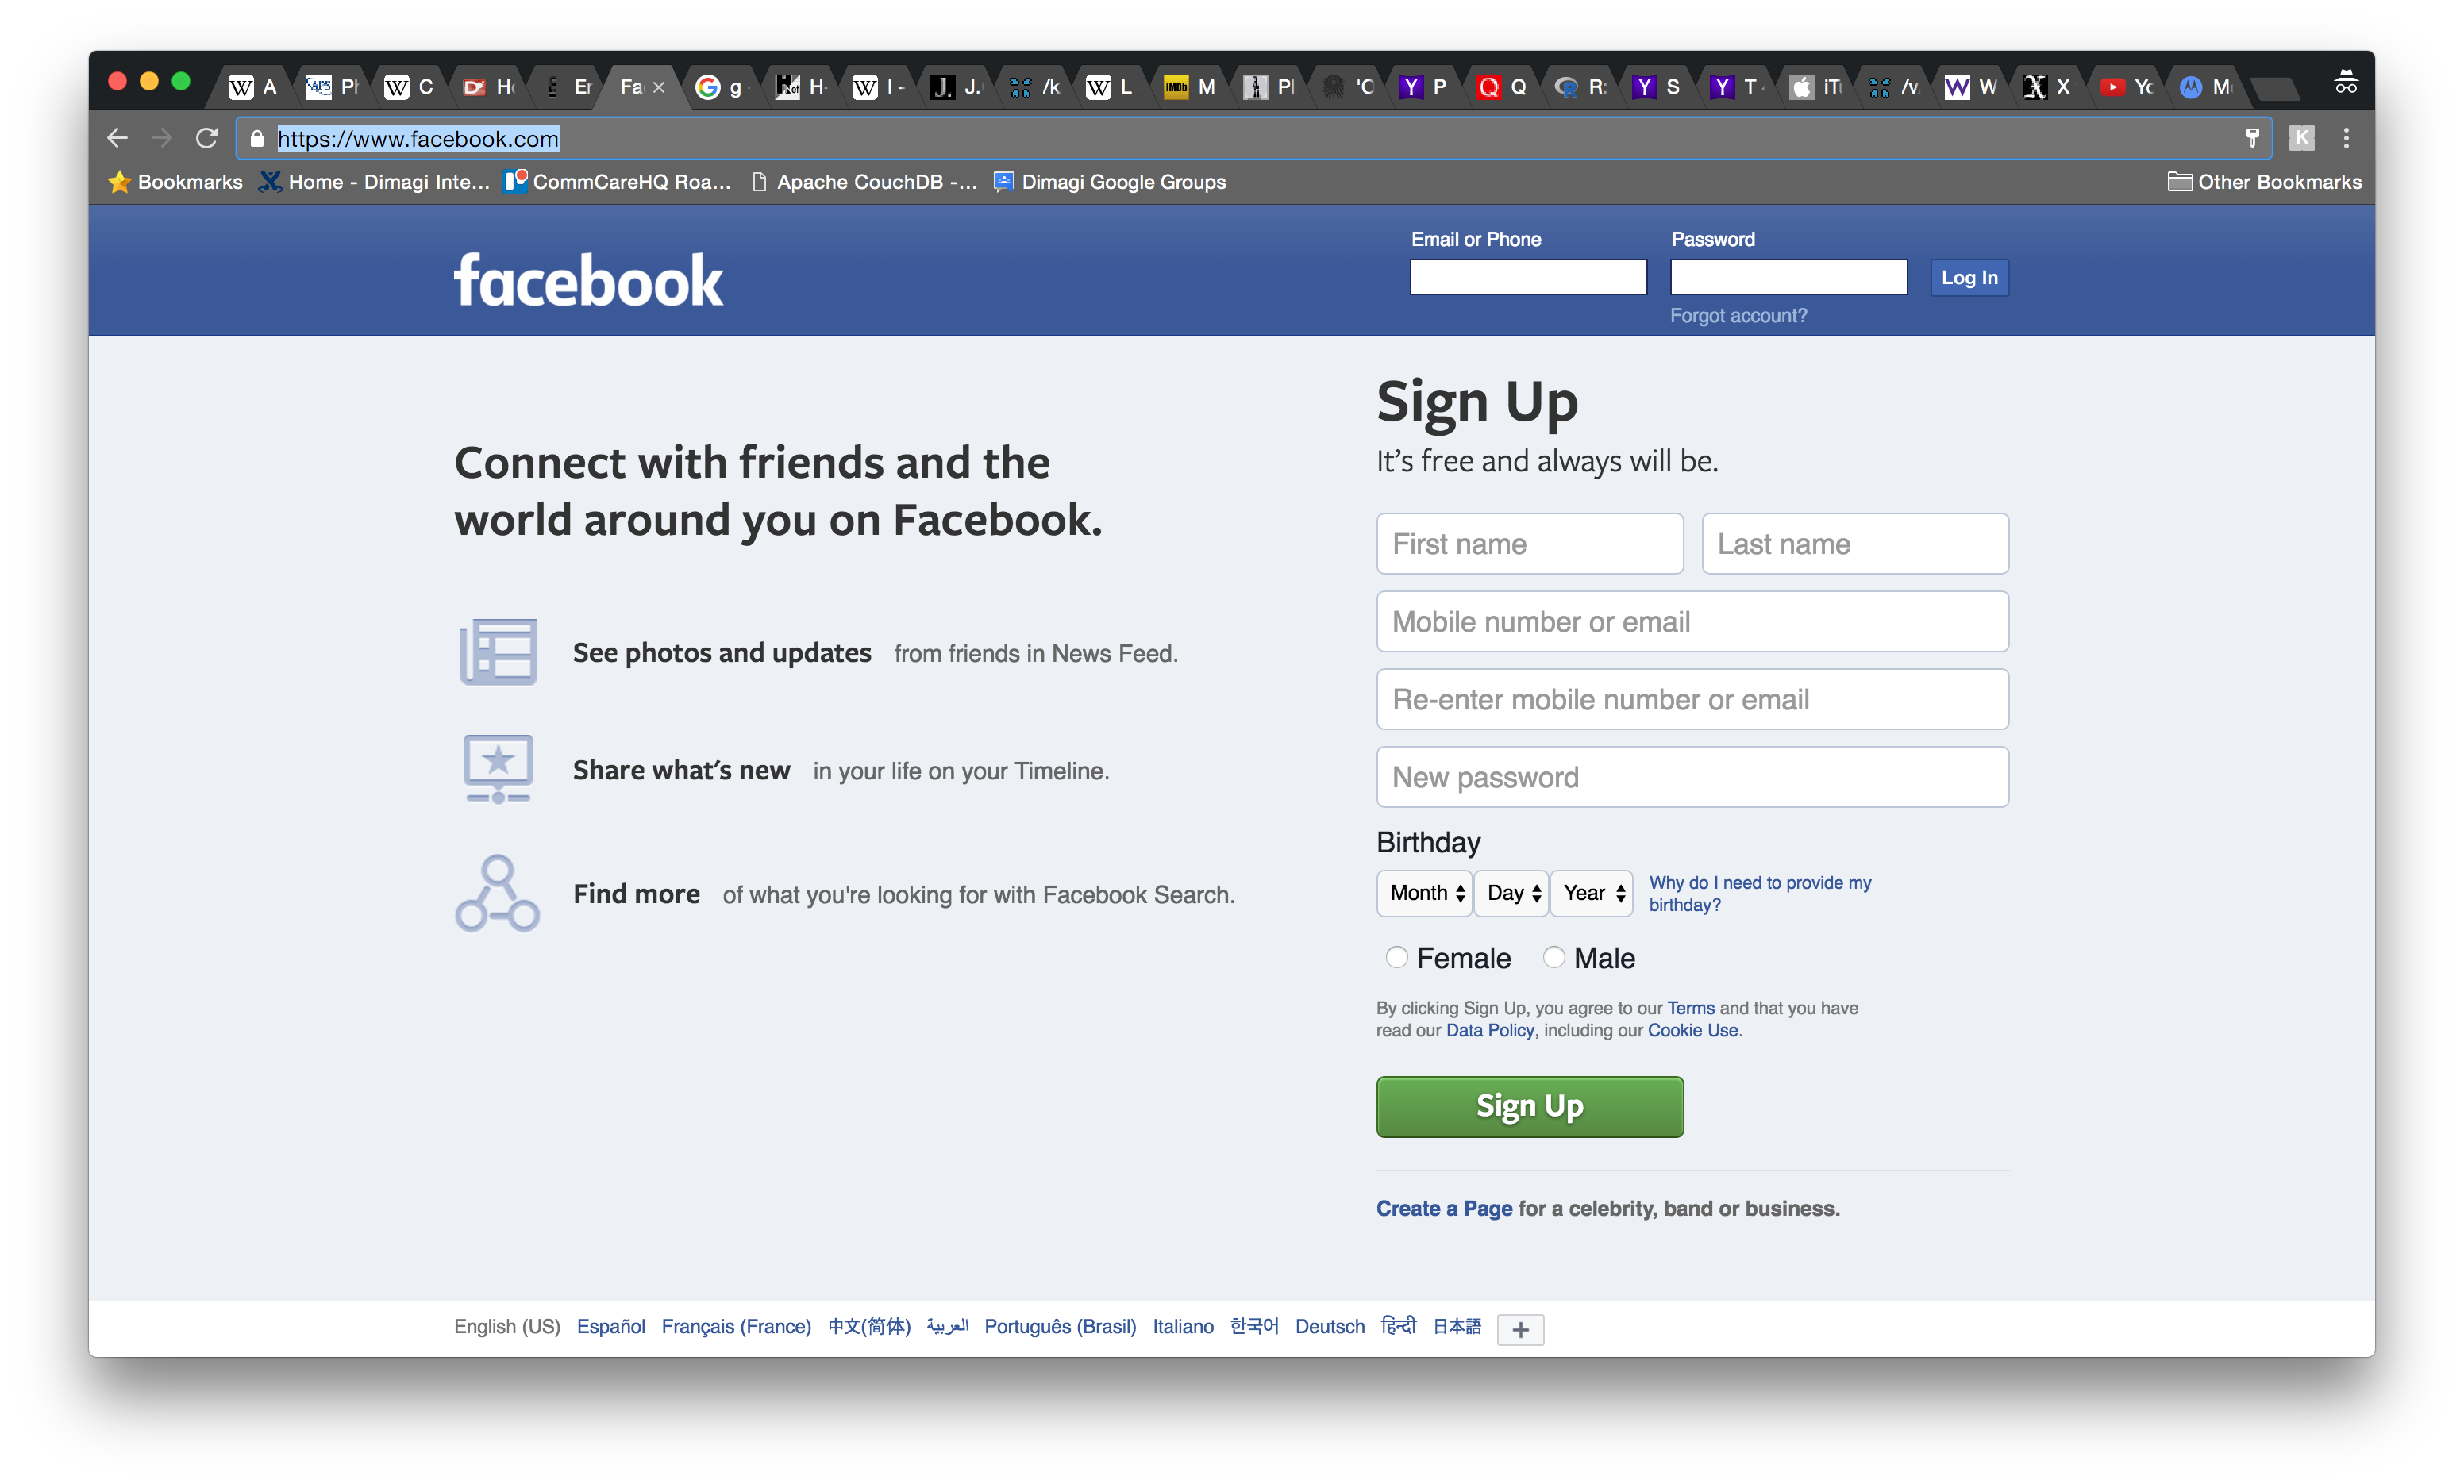 A
Ph
C
Ho
Er
Fa
g
H-
I -
J.
/k
L
M
Pl
'O
P
Q
R:
S
T
iTu
/v
W
X
Yo
M
https://www.facebook.com
K
Bookmarks
Home - Dimagi Inte...
CommCareHQ Roa...
Apache CouchDB -...
Dimagi Google Groups
Other Bookmarks
facebook
Email or Phone
Password
Log In
Forgot account?
Connect with friends and the
world around you on Facebook.
See photos and updates from friends in News Feed.
Share what's new in your life on your Timeline.
Find more of what you're looking for with Facebook Search.
Sign Up
It's free and always will be.
First name
Last name
Mobile number or email
Re-enter mobile number or email
New password
Birthday
Month Day Year
Why do I need to provide my
birthday?
Female Male
By clicking Sign Up, you agree to our Terms and that you have
read our Data Policy, including our Cookie Use.
Sign Up
Create a Page for a celebrity, band or business.
English (US) Español Français (France) 中文(简体) العربية Português (Brasil) Italiano 한국어 Deutsch हिन्दी 日本語 +